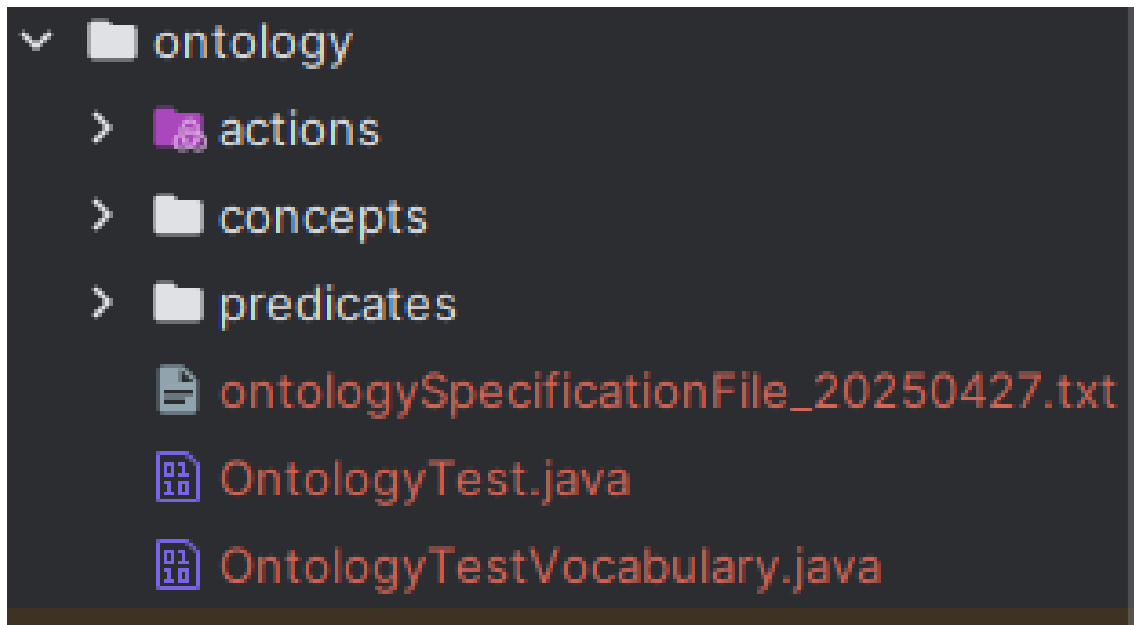 ontology
actions
concepts
predicates
ontologySpecificationFile_20250427.txt
OntologyTest.java
OntologyTestVocabulary.java